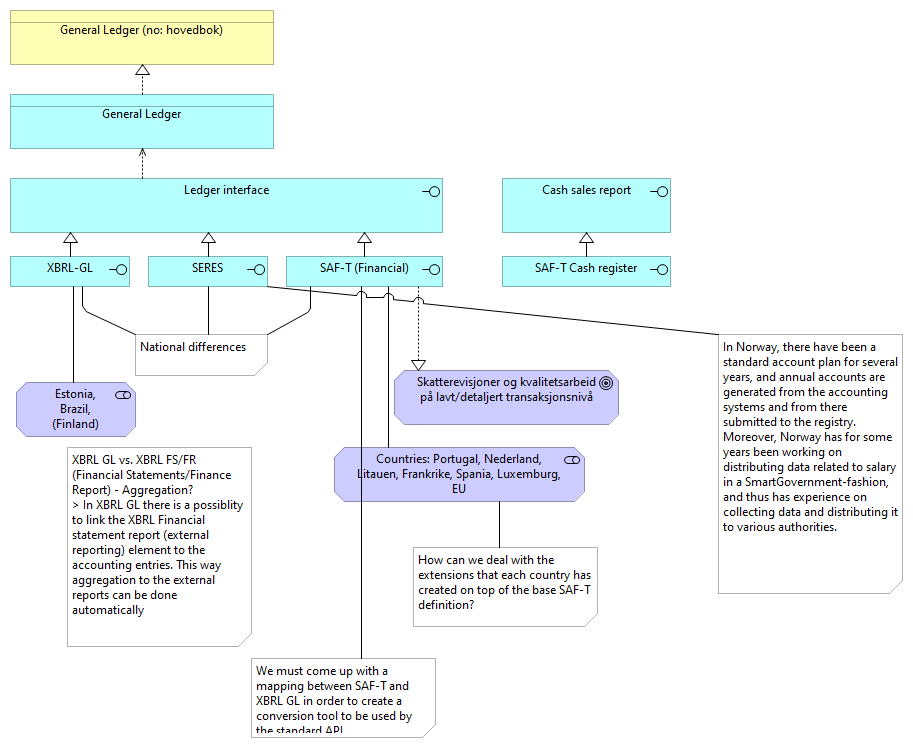 General Ledger (no: hovedbok)
General Ledger
Ledger interface
Cash sales report
XBRL-GL
SERES
SAF-T (Financial)
SAF-T Cash register
National differences
Estonia,
Brazil,
(Finland)
Skatterevisjoner og kvalitetsarbeid
på lavt/detaljert transaksjonsnivå
In Norway, there have been a
standard account plan for several
years, and annual accounts are
generated from the accounting
systems and from there
submitted to the registry.
Moreover, Norway has for some
years been working on
distributing data related to salary
in a SmartGovernment-fashion,
and thus has experience on
collecting data and distributing it
to various authorities.
XBRL GL vs. XBRL FS/FR
(Financial Statements/Finance
Report) - Aggregation?
> In XBRL GL there is a possiblity
to link the XBRL Financial
statement report (external
reporting) element to the
accounting entries. This way
aggregation to the external
reports can be done
automatically
Countries: Portugal, Nederland,
Litauen, Frankrike, Spania, Luxemburg,
EU
How can we deal with the
extensions that each country has
created on top of the base SAF-T
definition?
We must come up with a
mapping between SAF-T and
XBRL GL in order to create a
conversion tool to be used by
the standard API